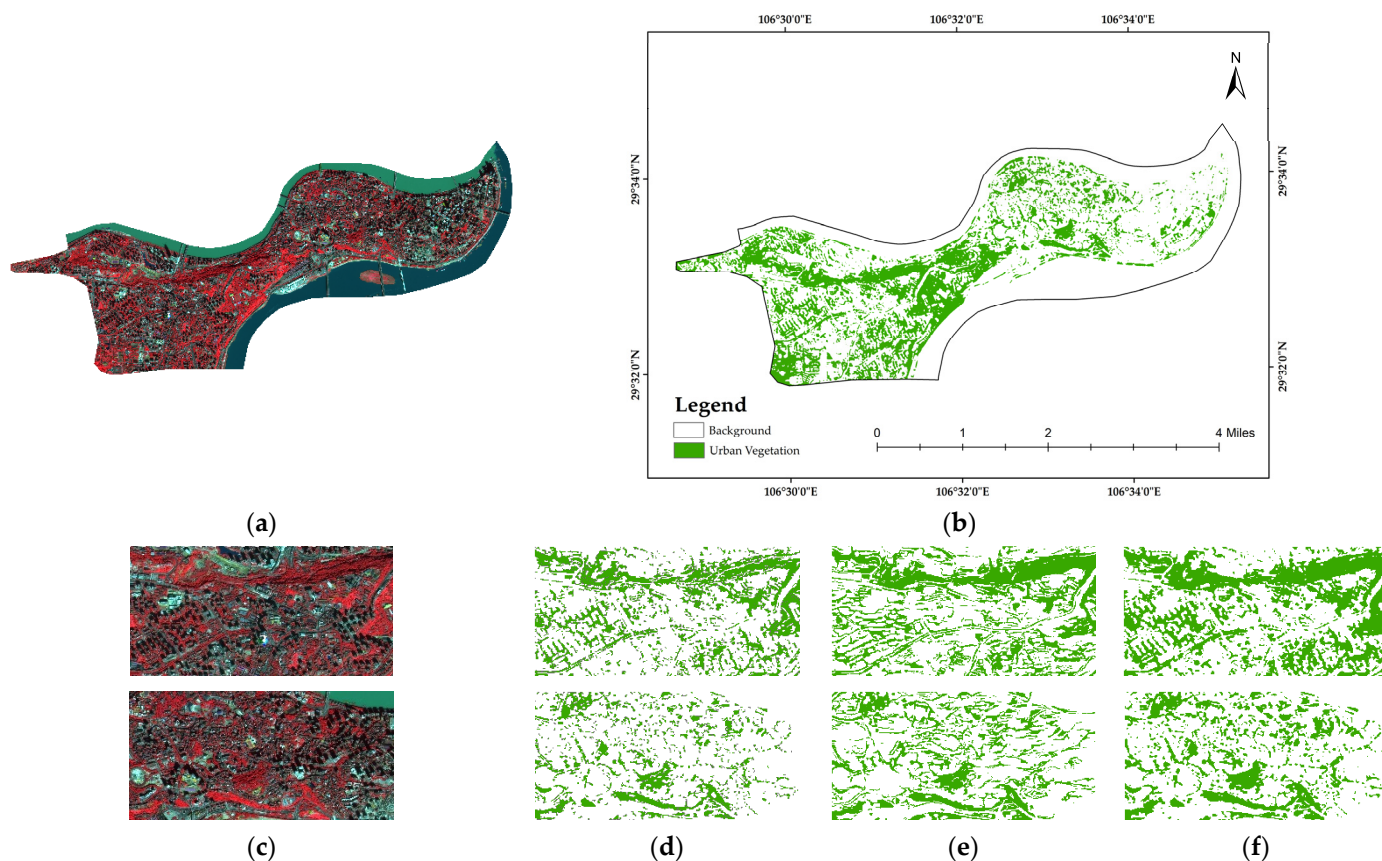 106°30'0"E 106°32'0"E 106°34'0"E
N
29°34'0"N 29°34'0"N
29°32'0"N 29°32'0"N
Legend
Background
Urban Vegetation
0 1 2 4 Miles
106°30'0"E 106°32'0"E 106°34'0"E
(a) (b)
(c) (d) (e) (f)